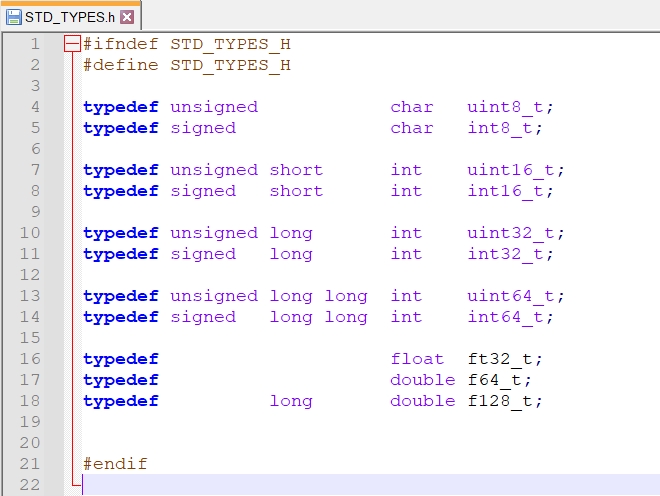 STD_TYPES.h
1 #ifndef STD_TYPES_H
2 #define STD_TYPES_H
3
4 typedef unsigned char uint8_t;
5 typedef signed char int8_t;
6
7 typedef unsigned short int uint16_t;
8 typedef signed short int int16_t;
9
10 typedef unsigned long int uint32_t;
11 typedef signed long int int32_t;
12
13 typedef unsigned long long int uint64_t;
14 typedef signed long long int int64_t;
15
16 typedef float ft32_t;
17 typedef double f64_t;
18 typedef long double f128_t;
19
20
21 #endif
22